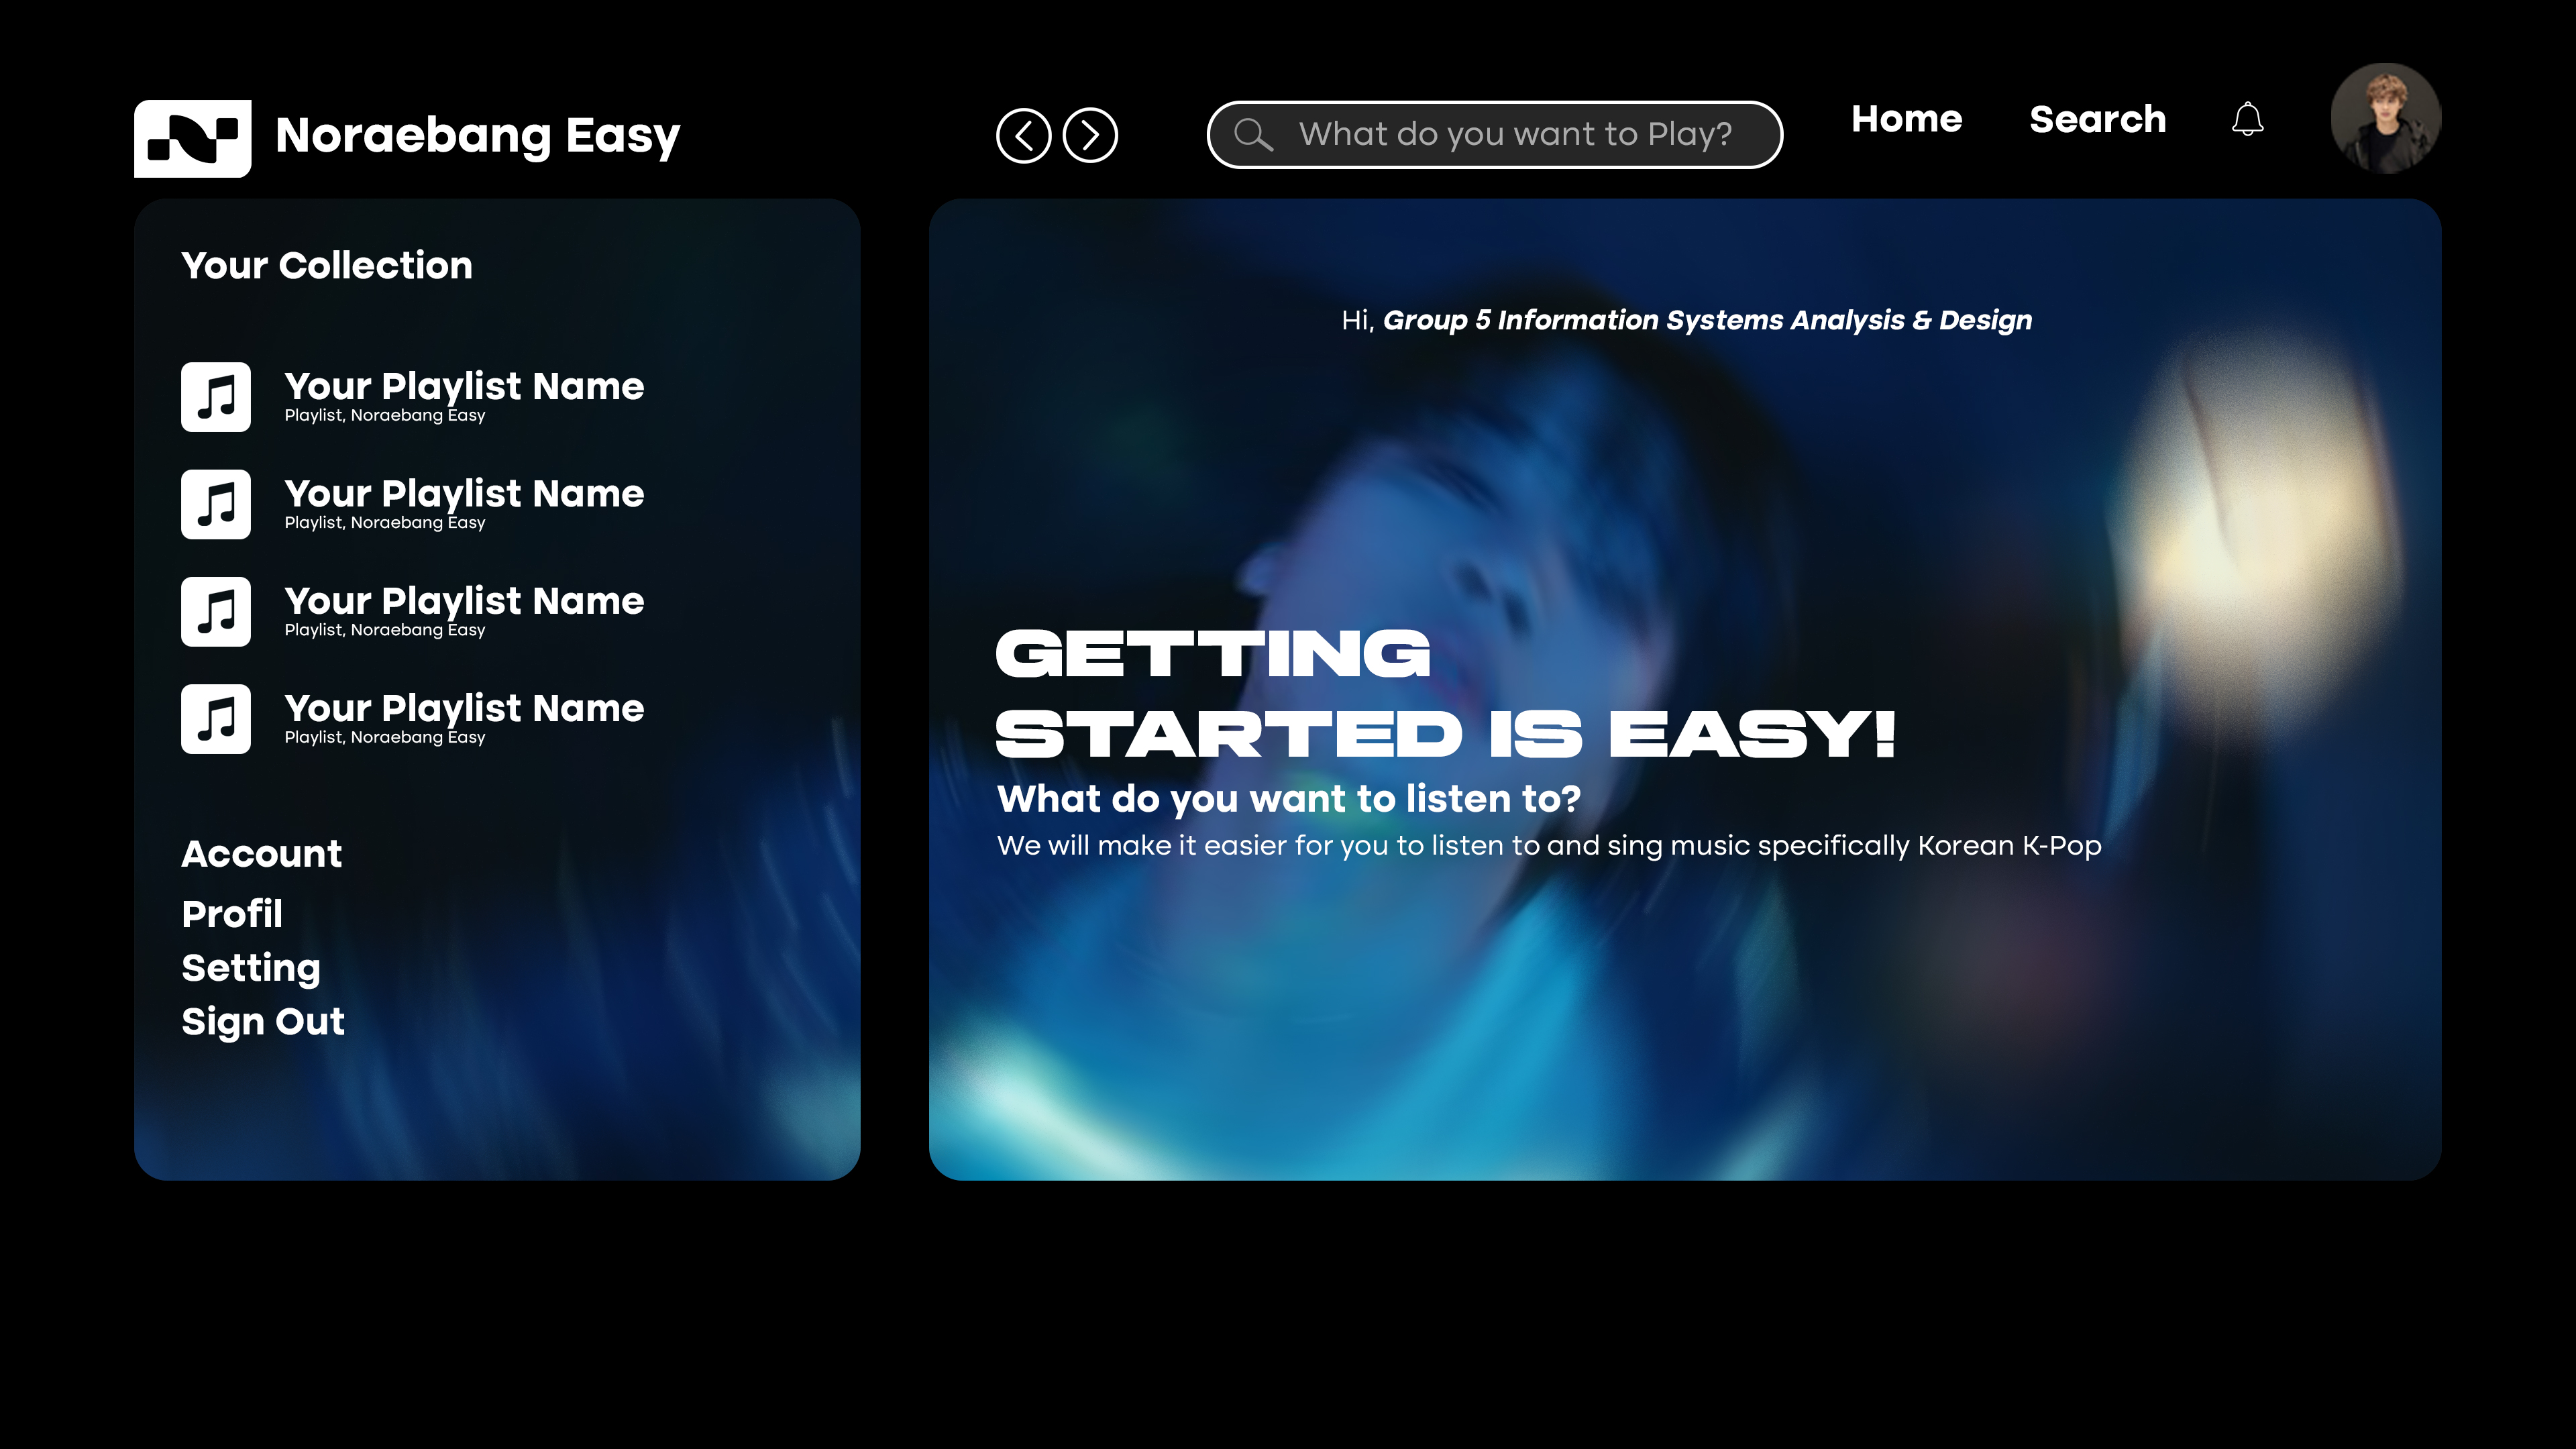 Noraebang Easy
What do you want to Play?
Home
Search
Your Collection
Your Playlist Name
Playlist, Noraebang Easy
Your Playlist Name
Playlist, Noraebang Easy
Your Playlist Name
Playlist, Noraebang Easy
Your Playlist Name
Playlist, Noraebang Easy
Account
Profil
Setting
Sign Out
Hi, Group 5 Information Systems Analysis & Design
GETTING
STARTED IS EASY!
What do you want to listen to?
We will make it easier for you to listen to and sing music specifically Korean K-Pop